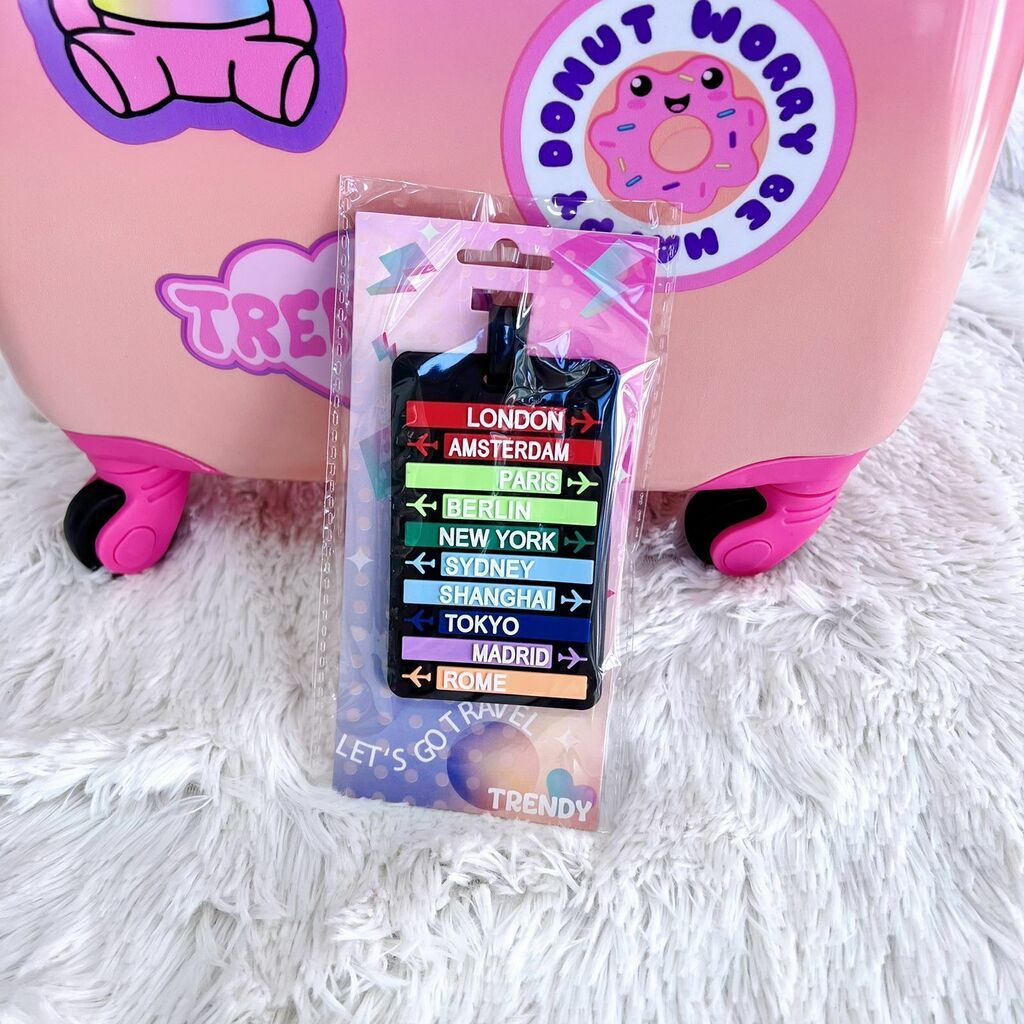 DONUT WORRY BE HAPPY
TRE
LONDON
AMSTERDAM
PARIS
BERLIN
NEW YORK
SYDNEY
SHANGHAI
TOKYO
MADRID
ROME
LET'S GO TRAVEL
TRENDY